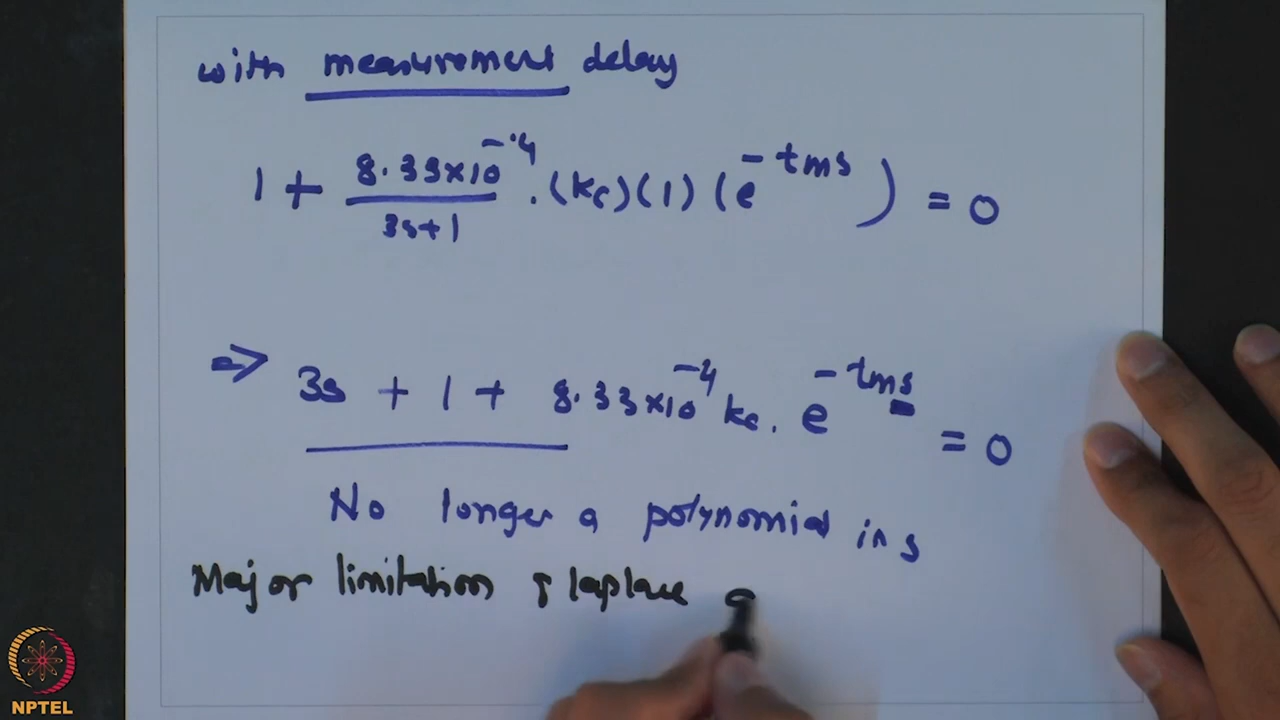 with measurement delay
1 + 8.33×10^-4 / 3s+1 . (Kc)(1)(e^-tms) = 0
⇒ 3s + 1 + 8.33×10^-4 Kc . e^-tms = 0
No longer a polynomial in s
Major limitation of laplace
NPTEL